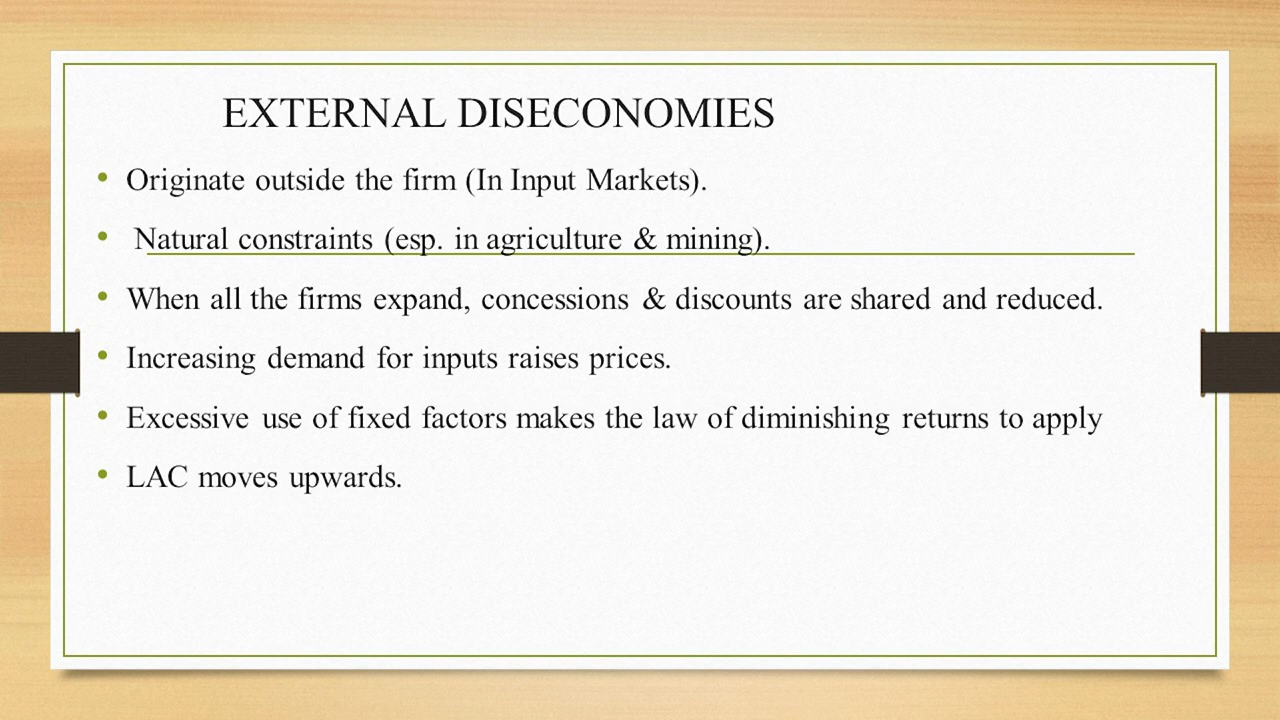 EXTERNAL DISECONOMIES
• Originate outside the firm (In Input Markets).
• Natural constraints (esp. in agriculture & mining).
• When all the firms expand, concessions & discounts are shared and reduced.
• Increasing demand for inputs raises prices.
• Excessive use of fixed factors makes the law of diminishing returns to apply
• LAC moves upwards.